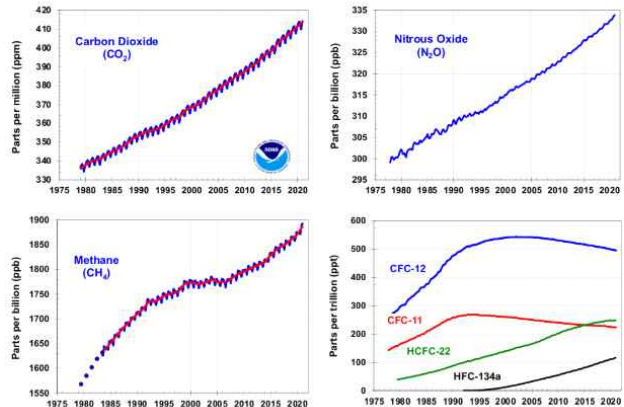 Carbon Dioxide
(CO₂)
Parts per million (ppm)
420
410
400
390
380
370
360
350
340
330
1975 1980 1985 1990 1995 2000 2005 2010 2015 2020
NOAA
Nitrous Oxide
(N₂O)
Parts per billion (ppb)
335
330
325
320
315
310
305
300
295
1975 1980 1985 1990 1995 2000 2005 2010 2015 2020
Methane
(CH₄)
Parts per billion (ppb)
1900
1850
1800
1750
1700
1650
1600
1550
1975 1980 1985 1990 1995 2000 2005 2010 2015 2020
Parts per trillion (ppt)
600
500
400
300
200
100
0
CFC-12
CFC-11
HCFC-22
HFC-134a
1975 1980 1985 1990 1995 2000 2005 2010 2015 2020